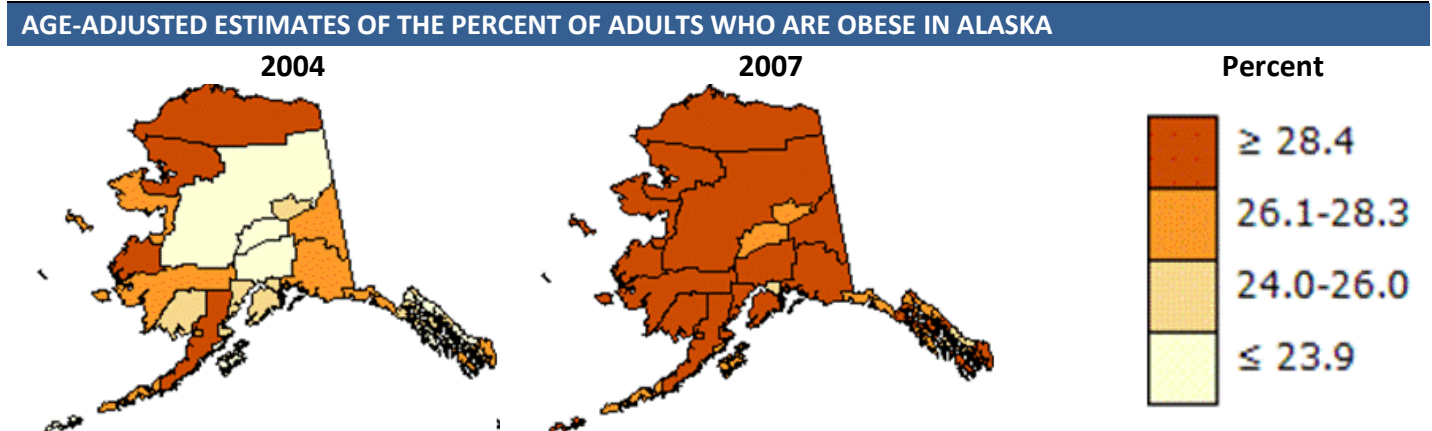 AGE-ADJUSTED ESTIMATES OF THE PERCENT OF ADULTS WHO ARE OBESE IN ALASKA
2004 2007 Percent
≥ 28.4
26.1-28.3
24.0-26.0
≤ 23.9